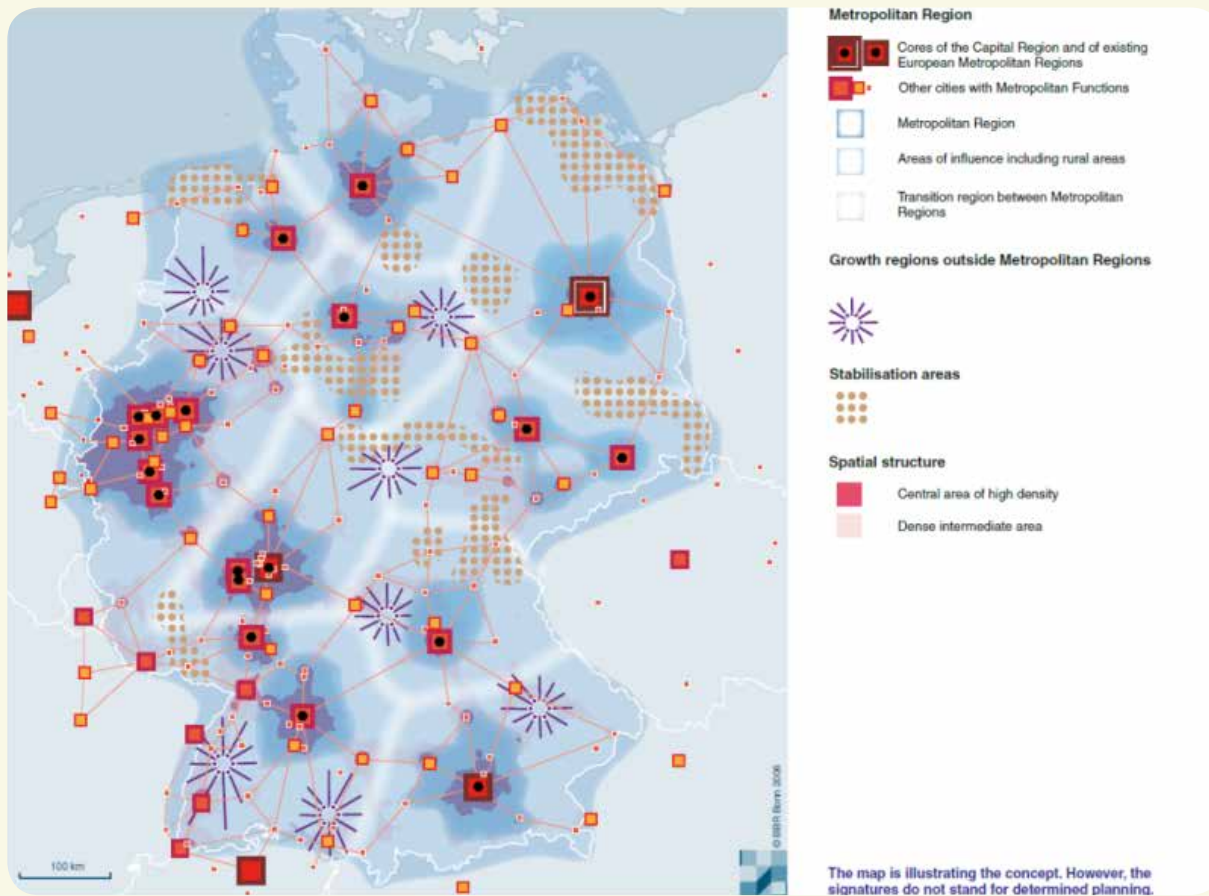 Metropolitan Region
Cores of the Capital Region and of existing
European Metropolitan Regions
Other cities with Metropolitan Functions
Metropolitan Region
Areas of influence including rural areas
Transition region between Metropolitan
Regions
Growth regions outside Metropolitan Regions
Stabilisation areas
Spatial structure
Central area of high density
Dense intermediate area
100 km
© BBR Bonn 2006
The map is illustrating the concept. However, the
signatures do not stand for determined planning.